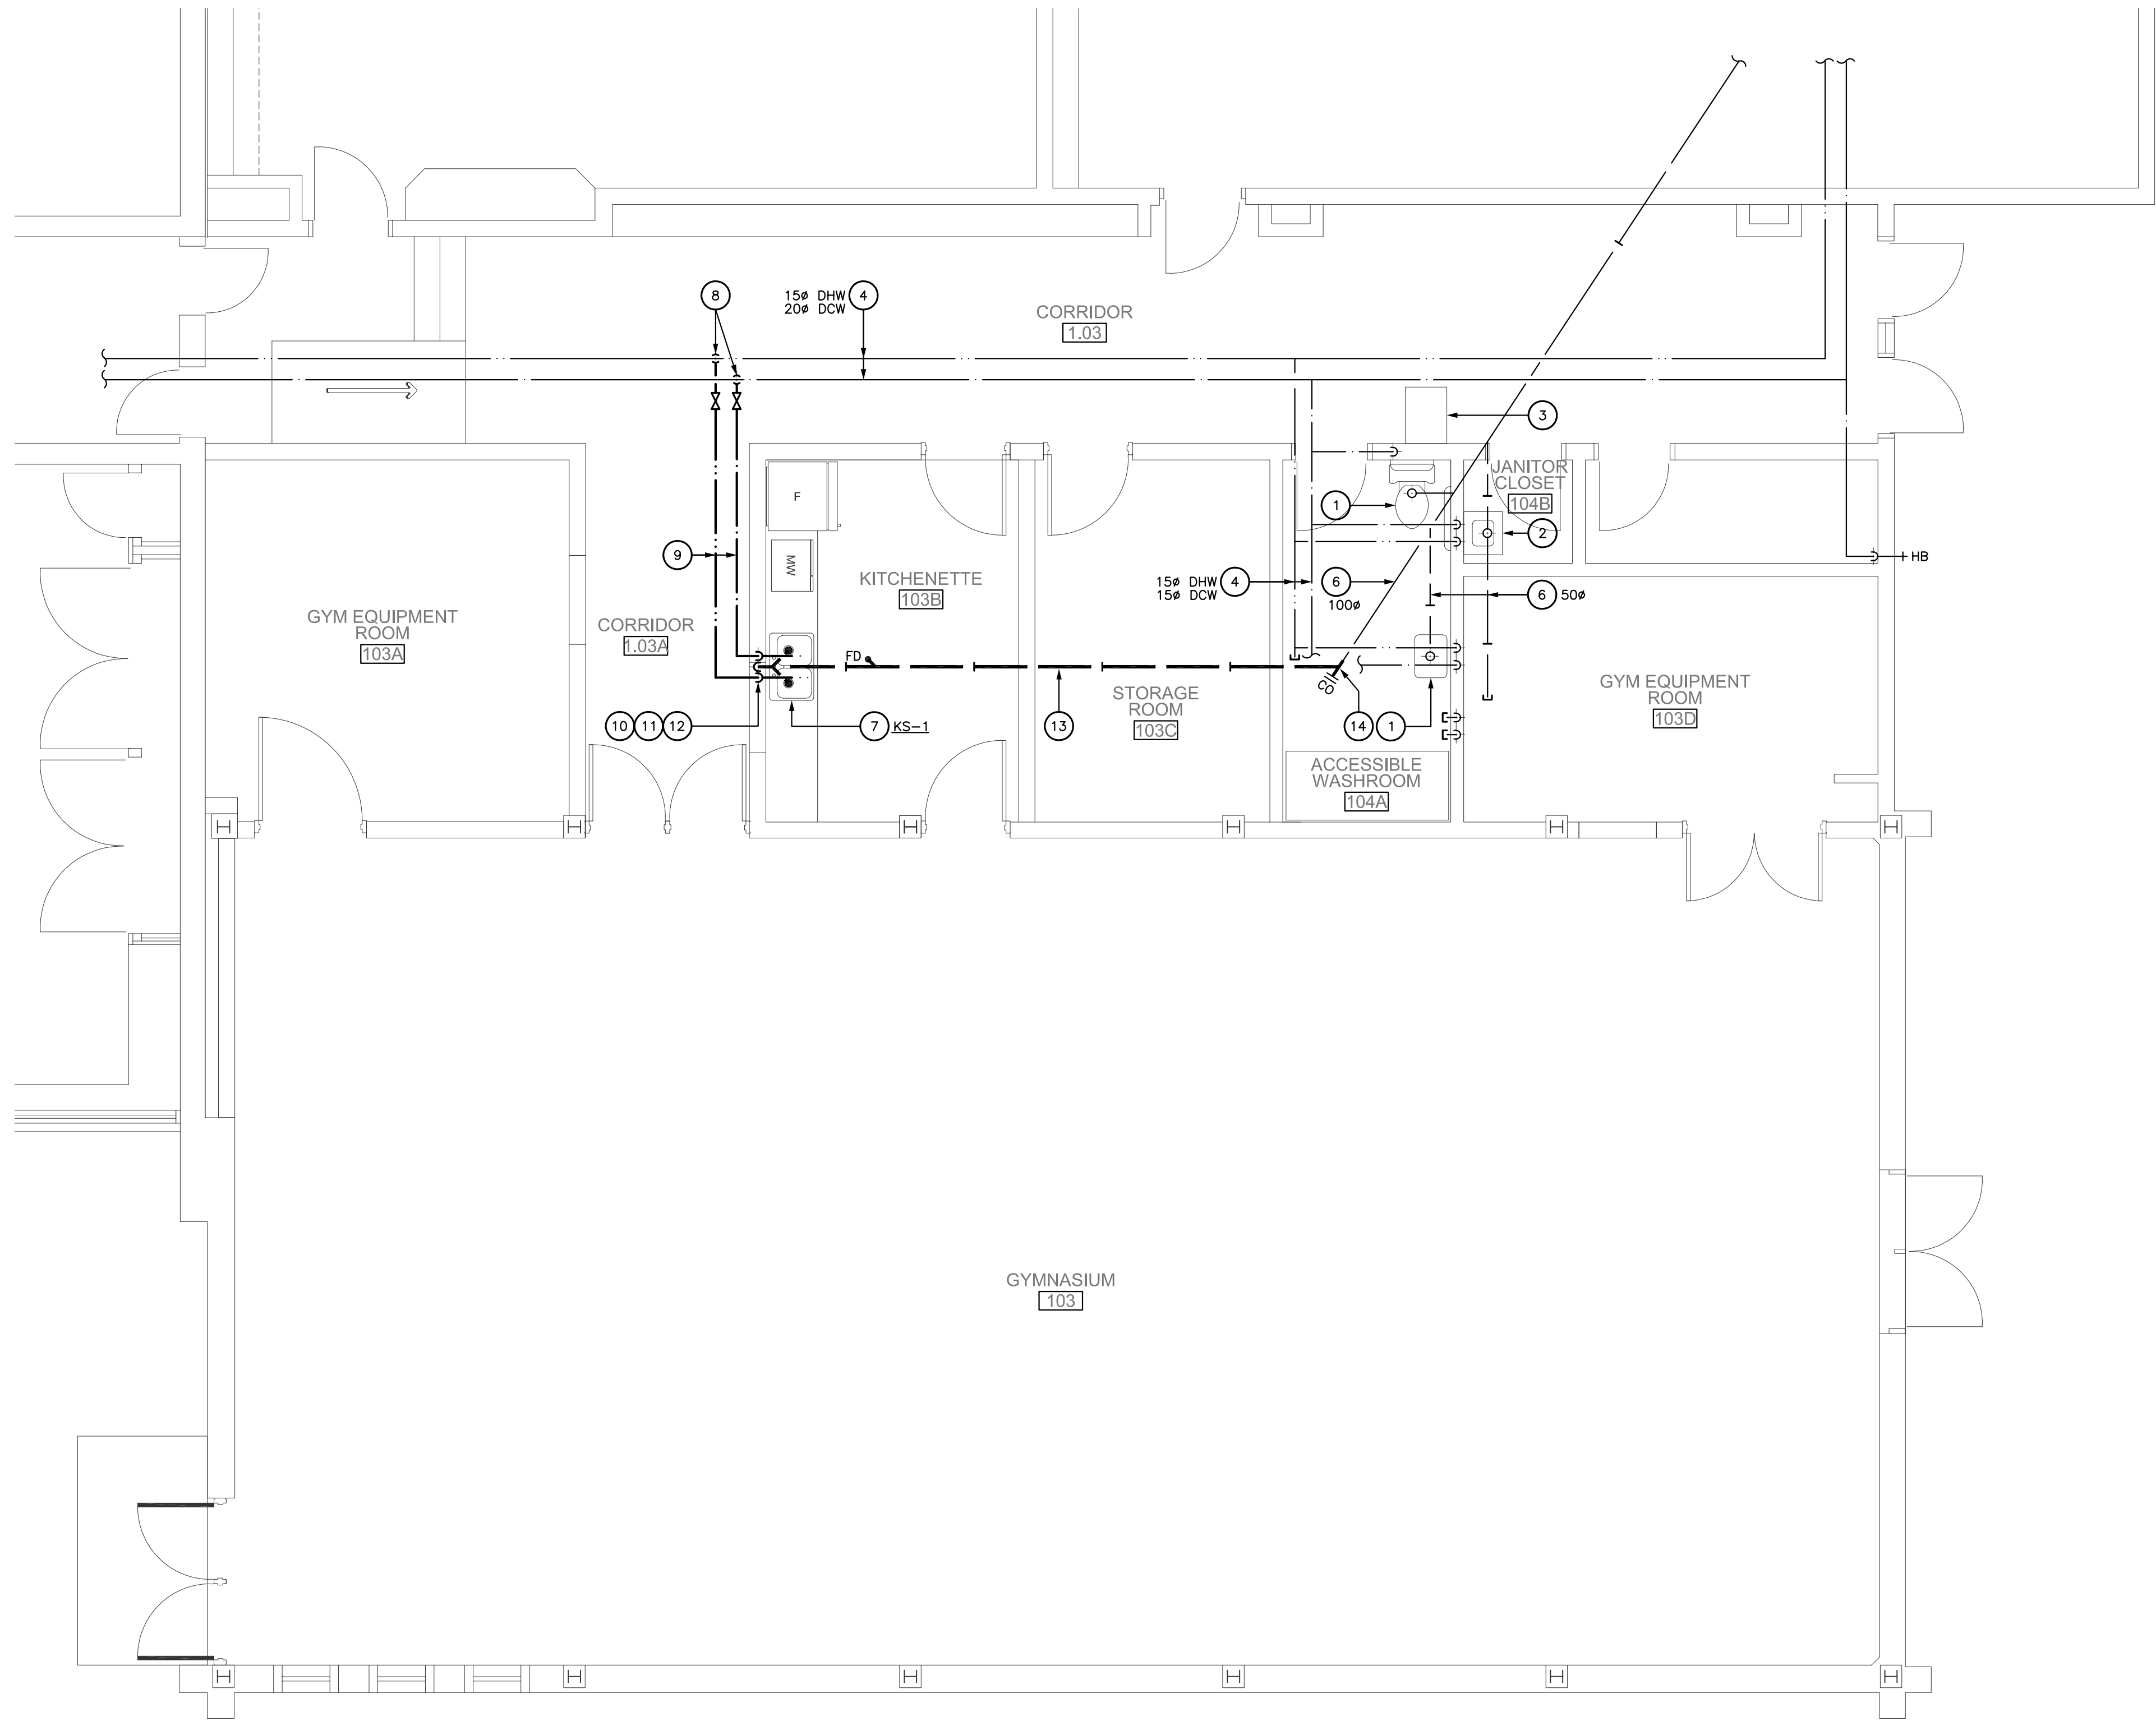 8
15ø DHW 4
20ø DCW
CORRIDOR
1.03
3
F
MW
JANITOR
CLOSET
104B
1
2
9
KITCHENETTE
103B
HB
15ø DHW 4
15ø DCW
6
100ø
6 50ø
GYM EQUIPMENT
ROOM
103A
CORRIDOR
1.03A
FD
CO
STORAGE
ROOM
103C
GYM EQUIPMENT
ROOM
103D
10 11 12
7 KS-1
13
14 1
ACCESSIBLE
WASHROOM
104A
GYMNASIUM
103